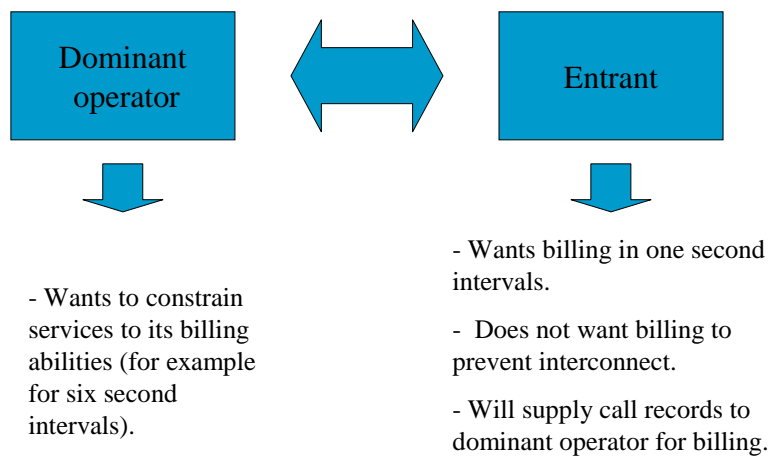 Dominant
operator
Entrant
- Wants to constrain
services to its billing
abilities (for example
for six second
intervals).
- Wants billing in one second
intervals.
- Does not want billing to
prevent interconnect.
- Will supply call records to
dominant operator for billing.